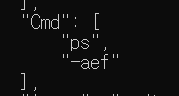 ],
"Cmd": [
"ps",
"-aef"
],